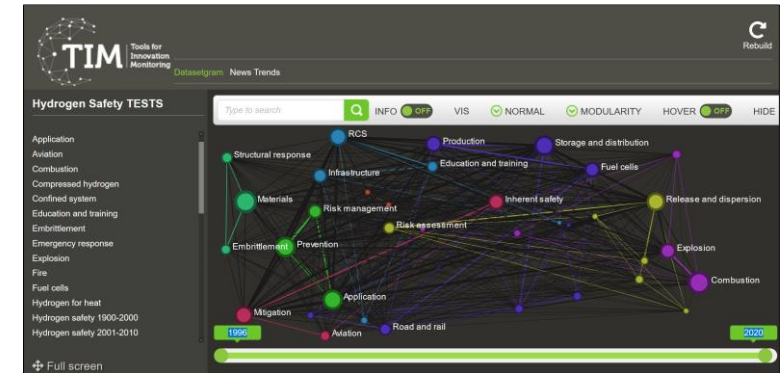 TIM Tools for
Innovation
Monitoring
Rebuild
Datasetgram News Trends
Hydrogen Safety TESTS
Type to search
INFO OFF VIS NORMAL MODULARITY HOVER OFF HIDE
Application
Aviation
Combustion
Compressed hydrogen
Confined system
Education and training
Embrittlement
Emergency response
Explosion
Fire
Fuel cells
Hydrogen for heat
Hydrogen safety 1900-2000
Hydrogen safety 2001-2010
Full screen
RCS
Production
Storage and distribution
Structural response
Education and training
Fuel cells
Infrastructure
Materials
Inherent safety
Release and dispersion
Risk management
Risk assessment
Embrittlement
Prevention
Explosion
Combustion
Application
Mitigation
Road and rail
Aviation
1996
2020